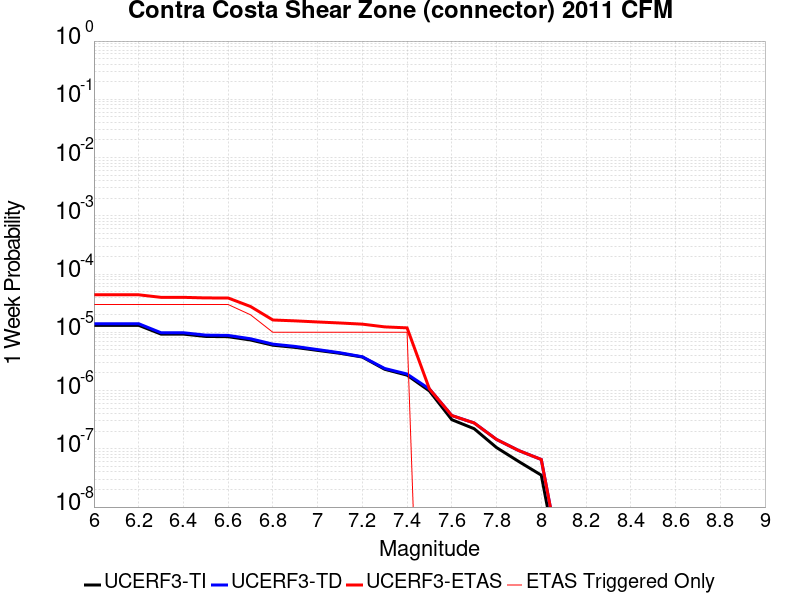 Contra Costa Shear Zone (connector) 2011 CFM
10^0
10^-1
10^-2
10^-3
10^-4
10^-5
10^-6
10^-7
10^-8
1 Week Probability
6 6.2 6.4 6.6 6.8 7 7.2 7.4 7.6 7.8 8 8.2 8.4 8.6 8.8 9
Magnitude
UCERF3-TI UCERF3-TD UCERF3-ETAS ETAS Triggered Only